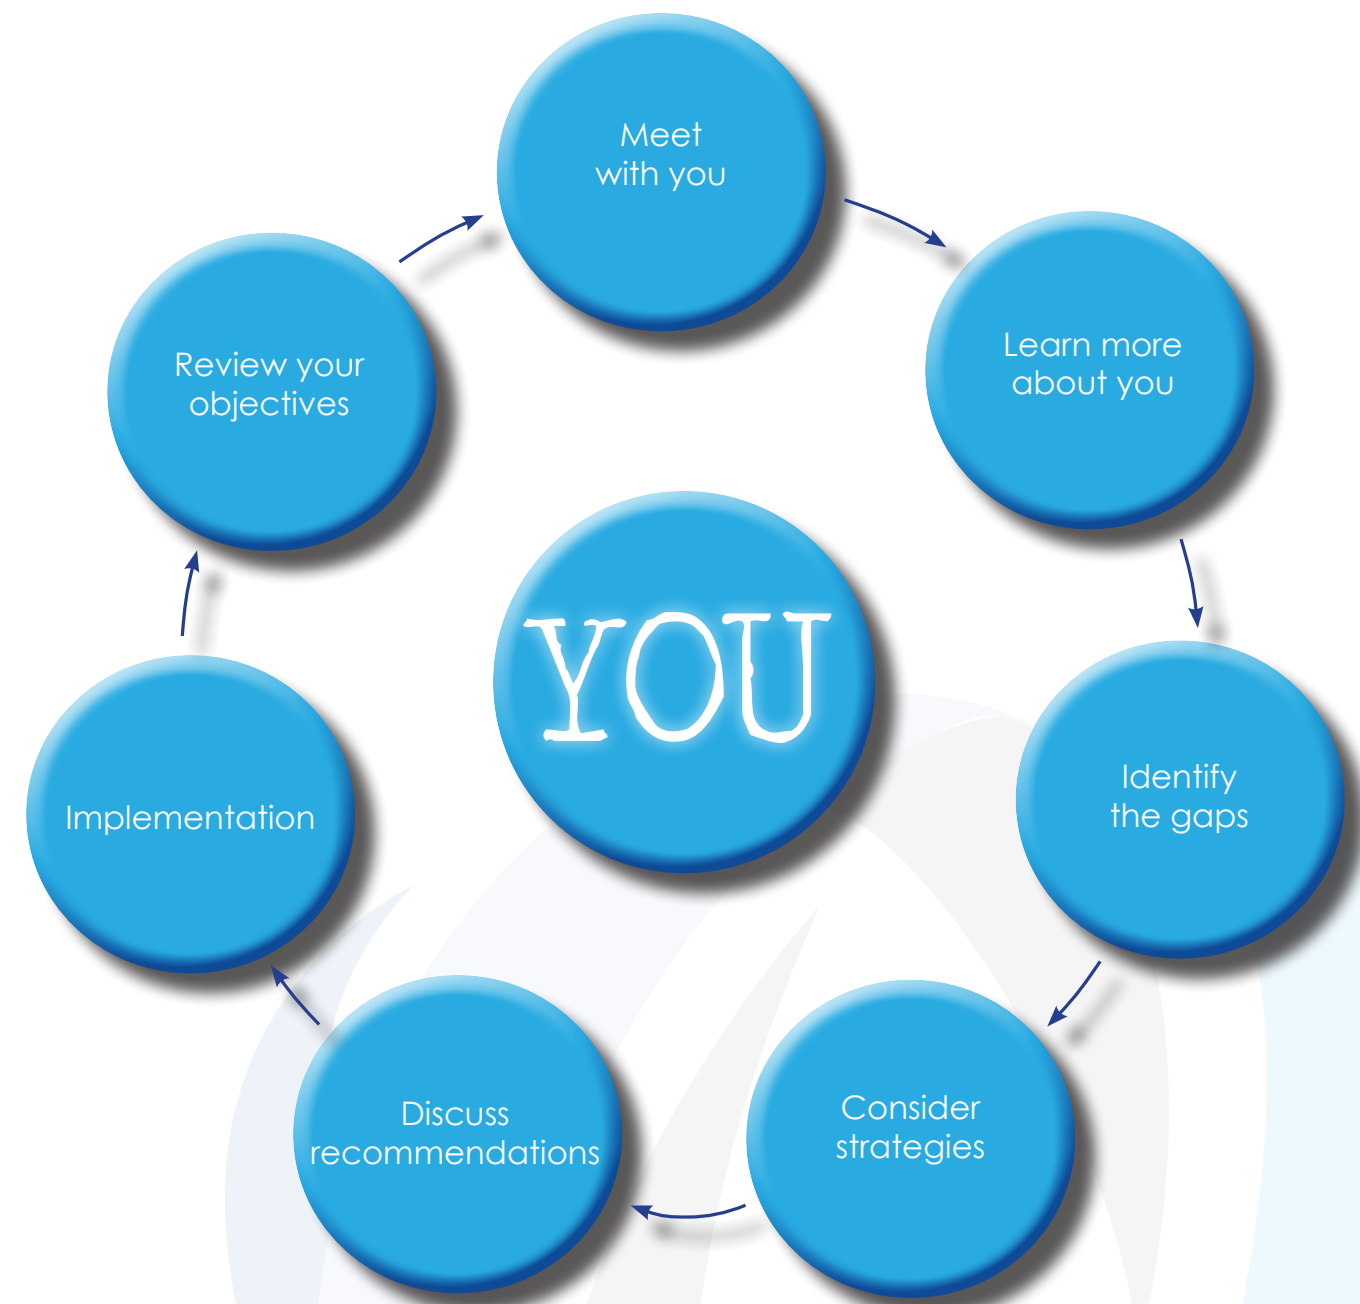 Meet
with you
Learn more
about you
Identify
the gaps
Consider
strategies
Discuss
recommendations
Implementation
Review your
objectives
YOU